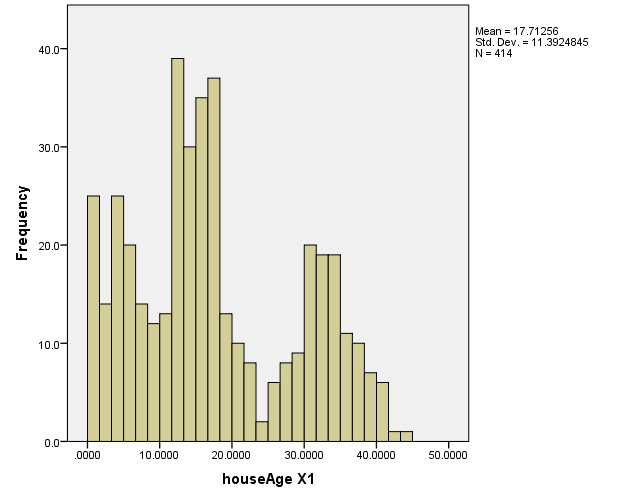 Mean = 17.71256
Std. Dev. = 11.3924845
N = 414
40.0
30.0
20.0
10.0
0.0
Frequency
.0000 10.0000 20.0000 30.0000 40.0000 50.0000
houseAge X1